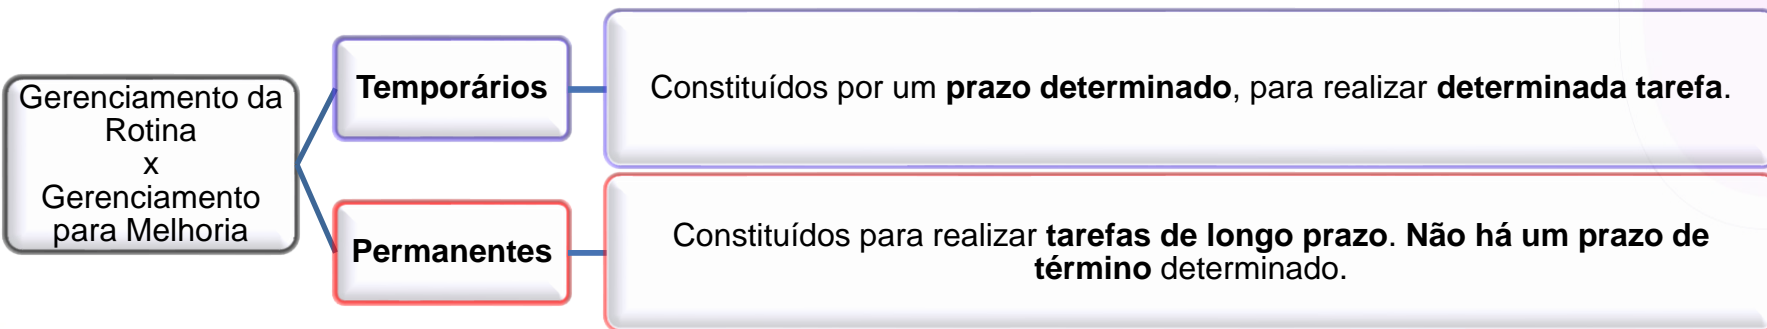 Gerenciamento da
Rotina
x
Gerenciamento
para Melhoria
Temporários
Constituídos por um prazo determinado, para realizar determinada tarefa.
Permanentes
Constituídos para realizar tarefas de longo prazo. Não há um prazo de
término determinado.